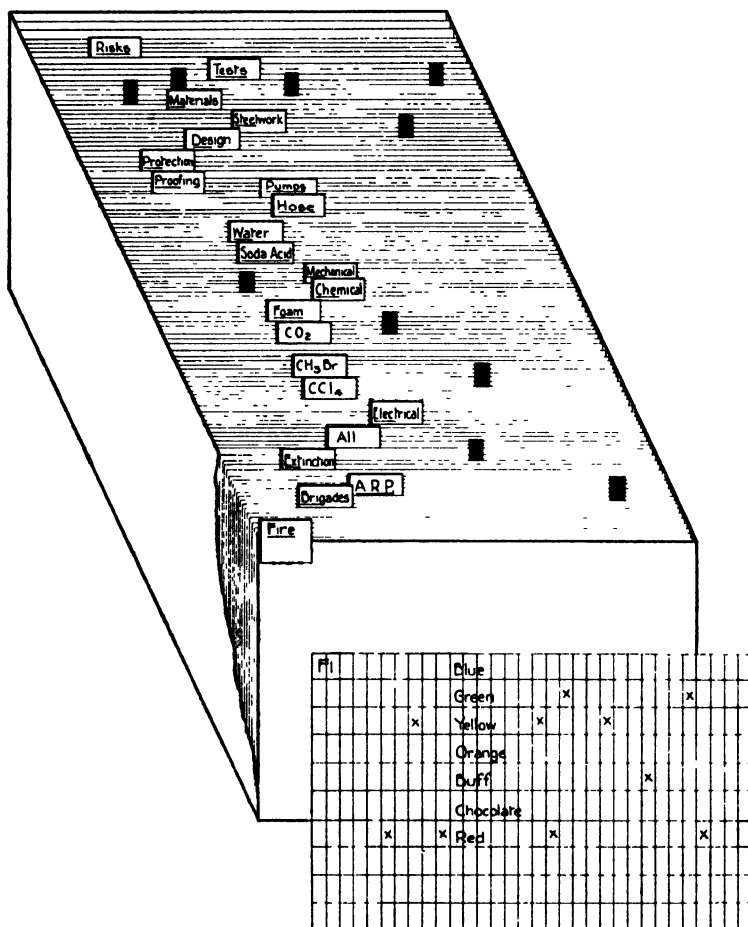 Risks
Tests
Materials
Steelwork
Design
Protection
Proofing
Pumps
Hose
Water
Soda Acid
Mechanical
Chemical
Foam
CO₂
CH₃Br
CCl₄
Electrical
All
Extinction
A R P
Brigades
Fire
F1
Blue
Green x x
x Yellow x x
Orange
Buff x
Chocolate
x x Red x x